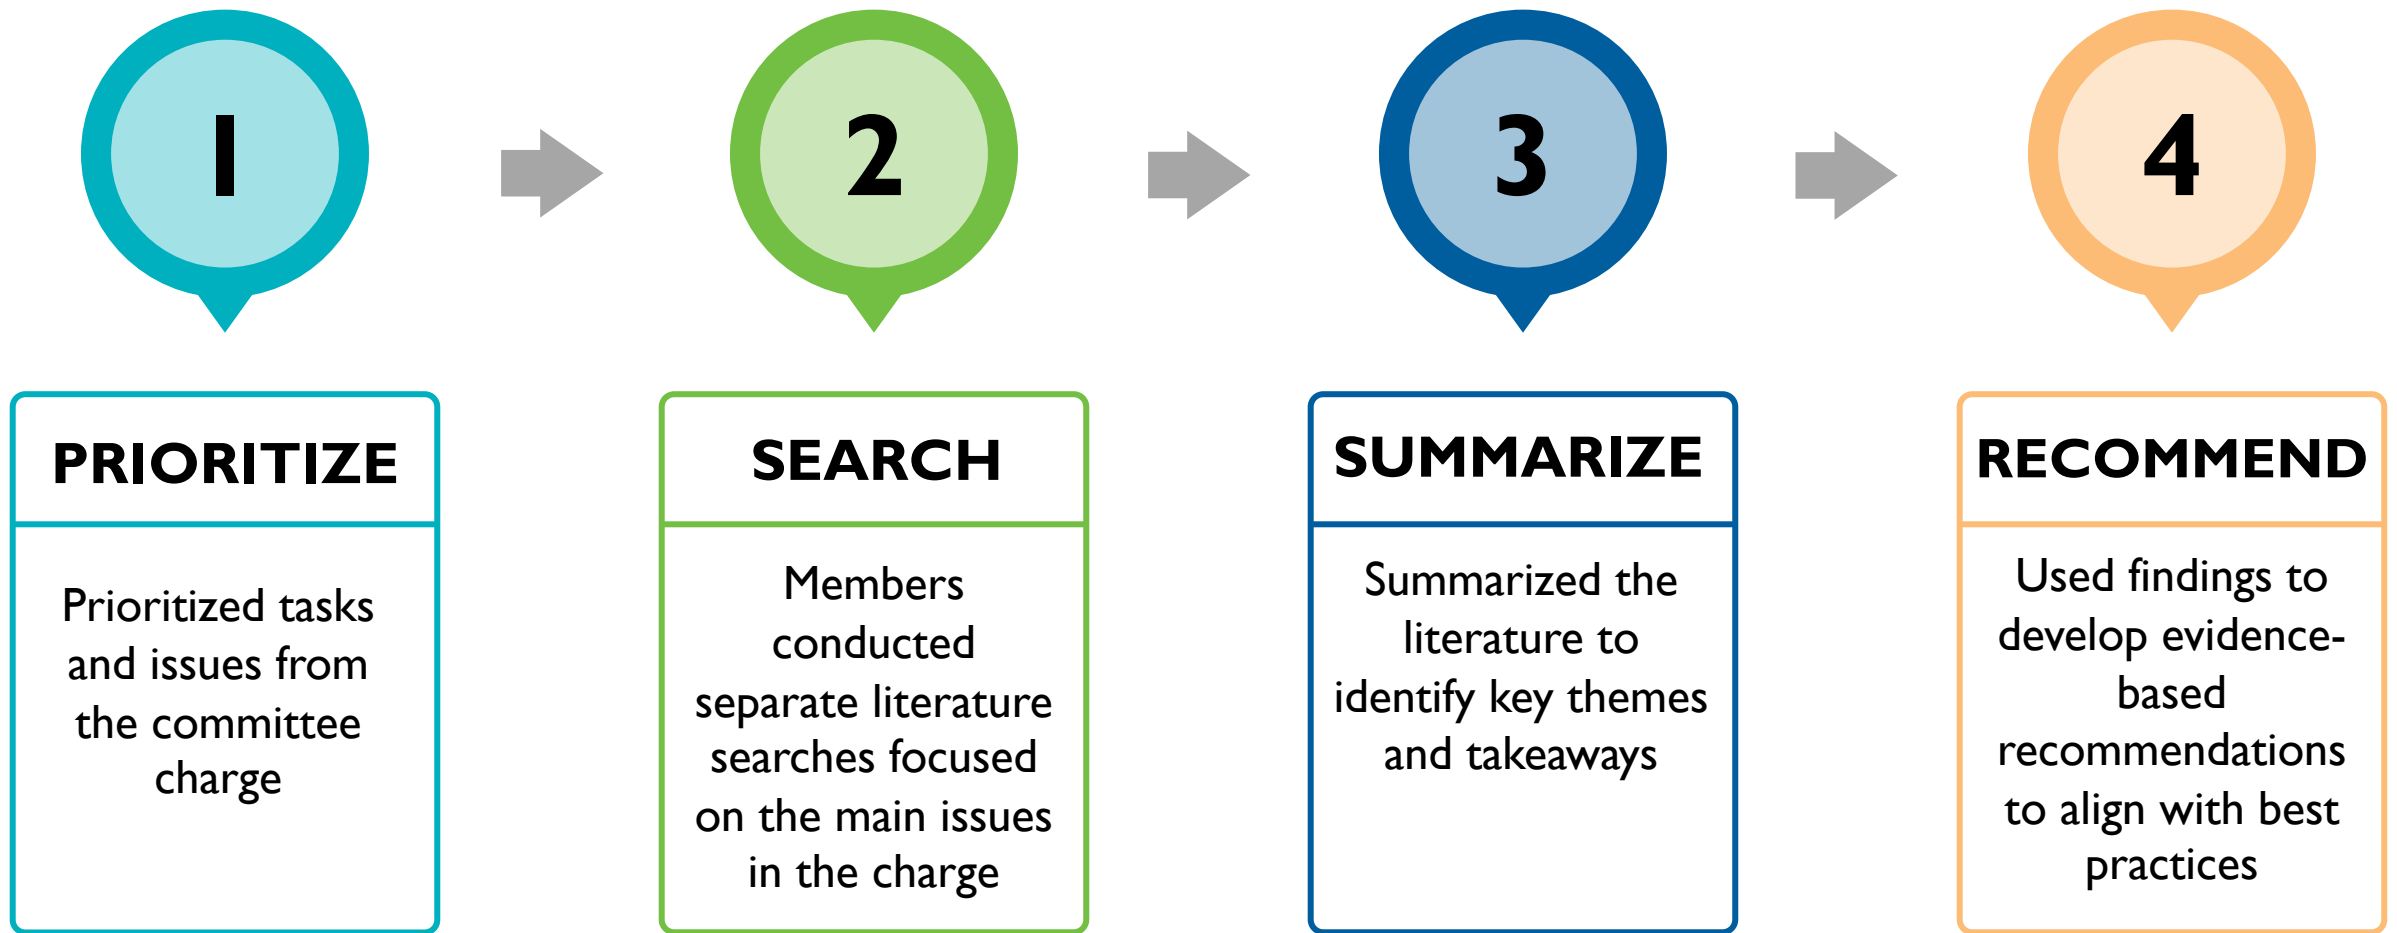 1
PRIORITIZE
Prioritized tasks
and issues from
the committee
charge
2
SEARCH
Members
conducted
separate literature
searches focused
on the main issues
in the charge
3
SUMMARIZE
Summarized the
literature to
identify key themes
and takeaways
4
RECOMMEND
Used findings to
develop evidence-
based
recommendations
to align with best
practices